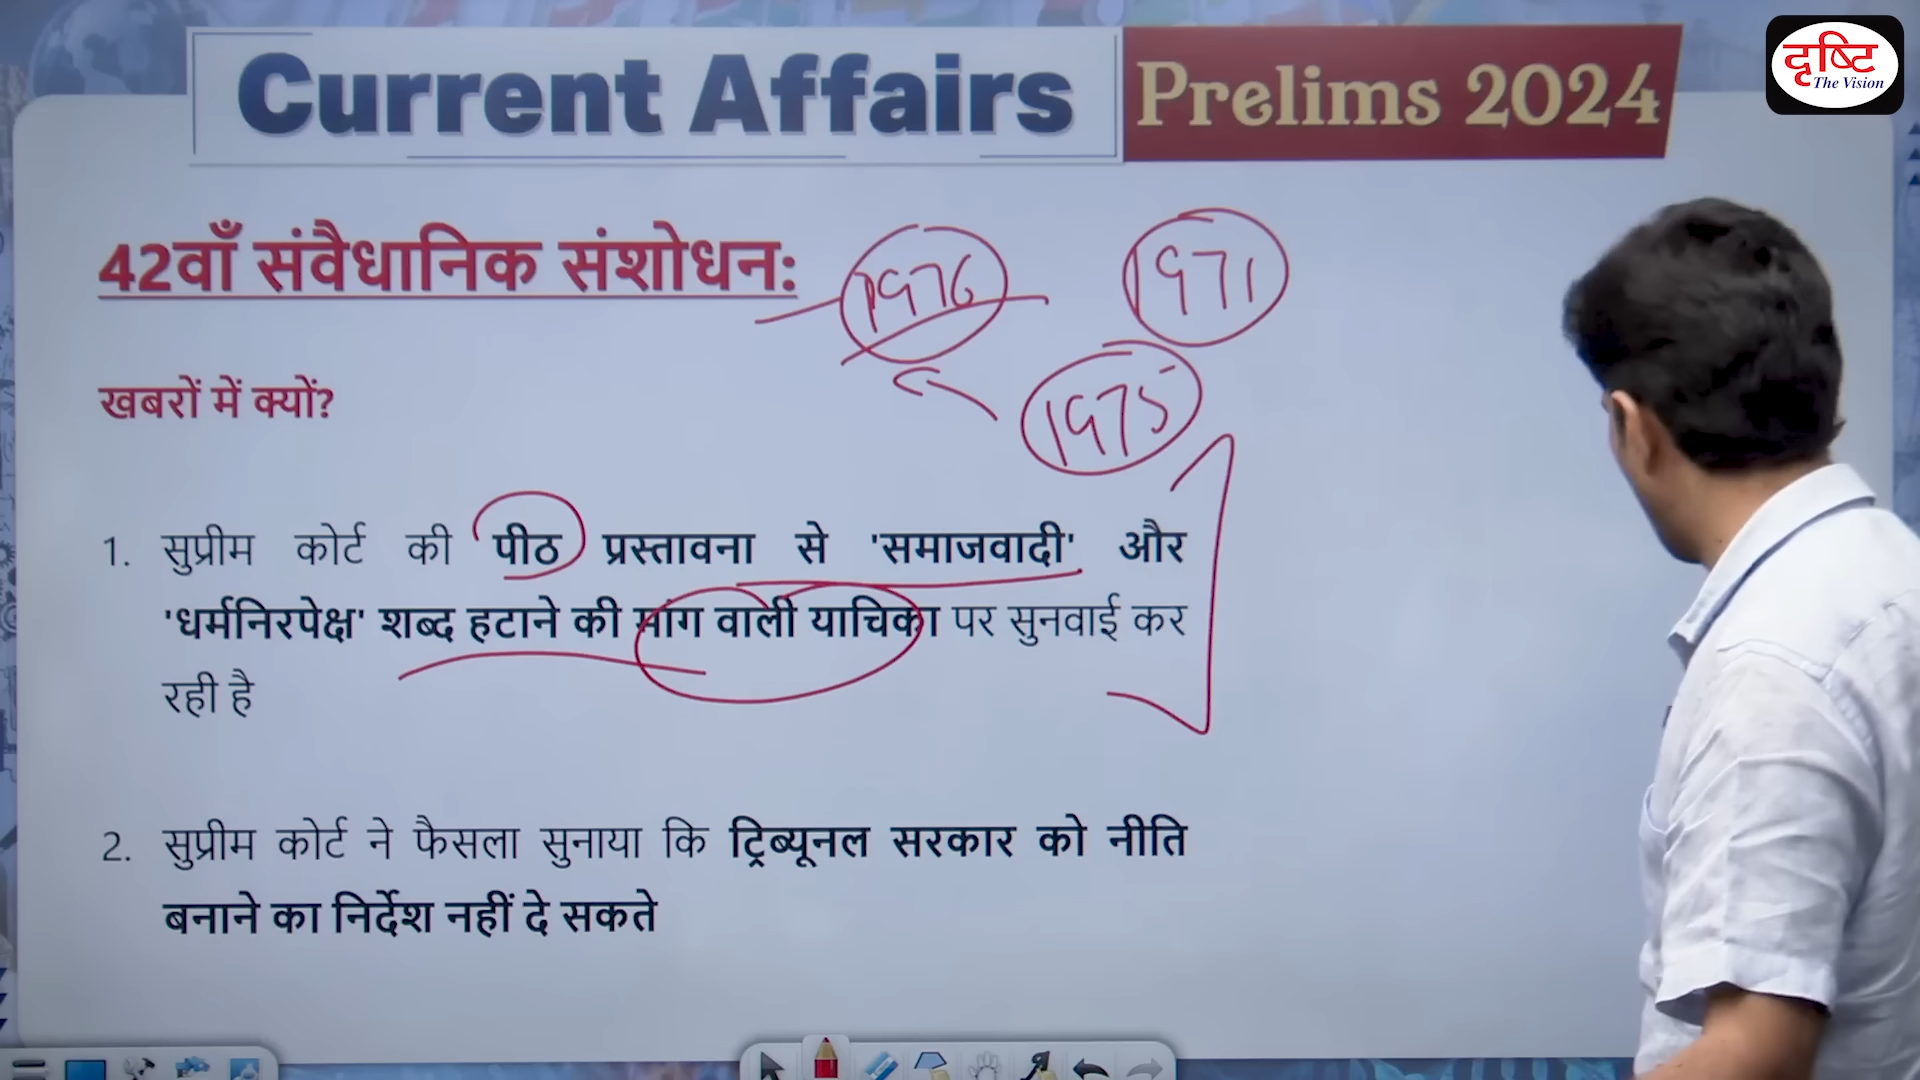 Current Affairs Prelims 2024
दृष्टि
The Vision
42वाँ संवैधानिक संशोधन:
1976
1971
1975
खबरों में क्यों?
1. सुप्रीम कोर्ट की पीठ प्रस्तावना से 'समाजवादी' और
'धर्मनिरपेक्ष' शब्द हटाने की मांग वाली याचिका पर सुनवाई कर
रही है
2. सुप्रीम कोर्ट ने फैसला सुनाया कि ट्रिब्यूनल सरकार को नीति
बनाने का निर्देश नहीं दे सकते